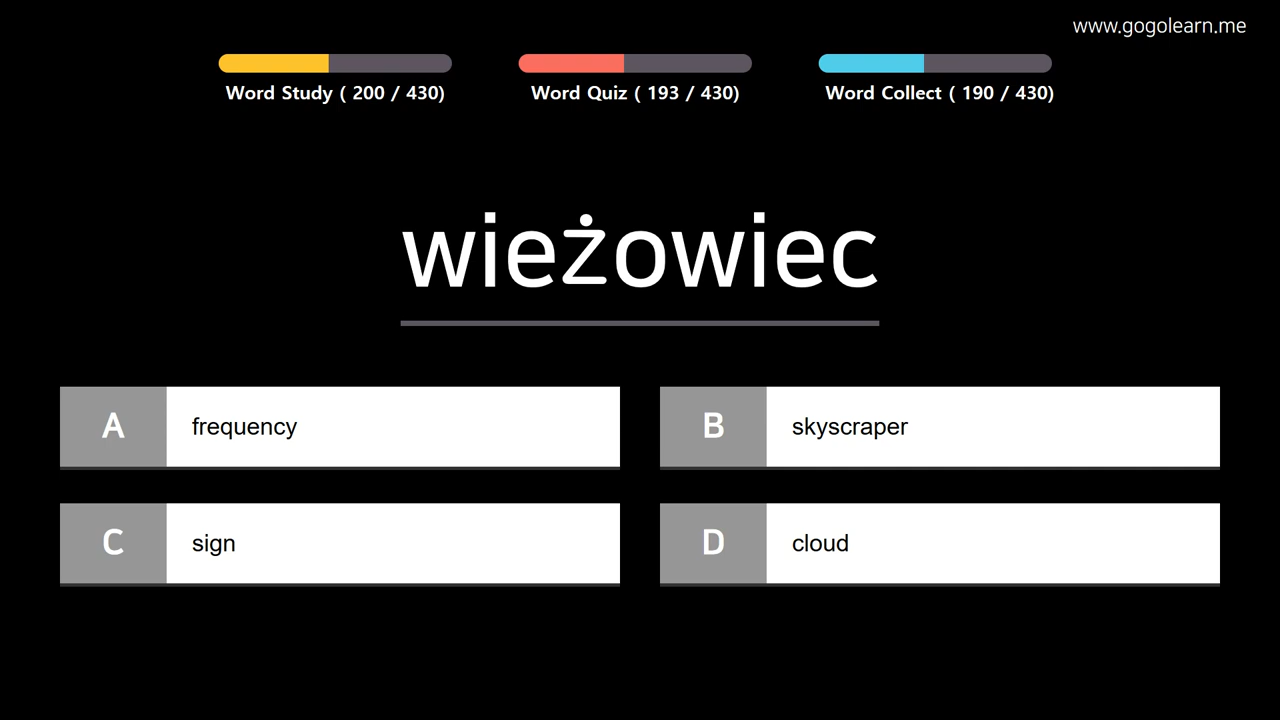 www.gogolearn.me
Word Study ( 200 / 430)
Word Quiz ( 193 / 430)
Word Collect ( 190 / 430)
wieżowiec
A frequency
B skyscraper
C sign
D cloud